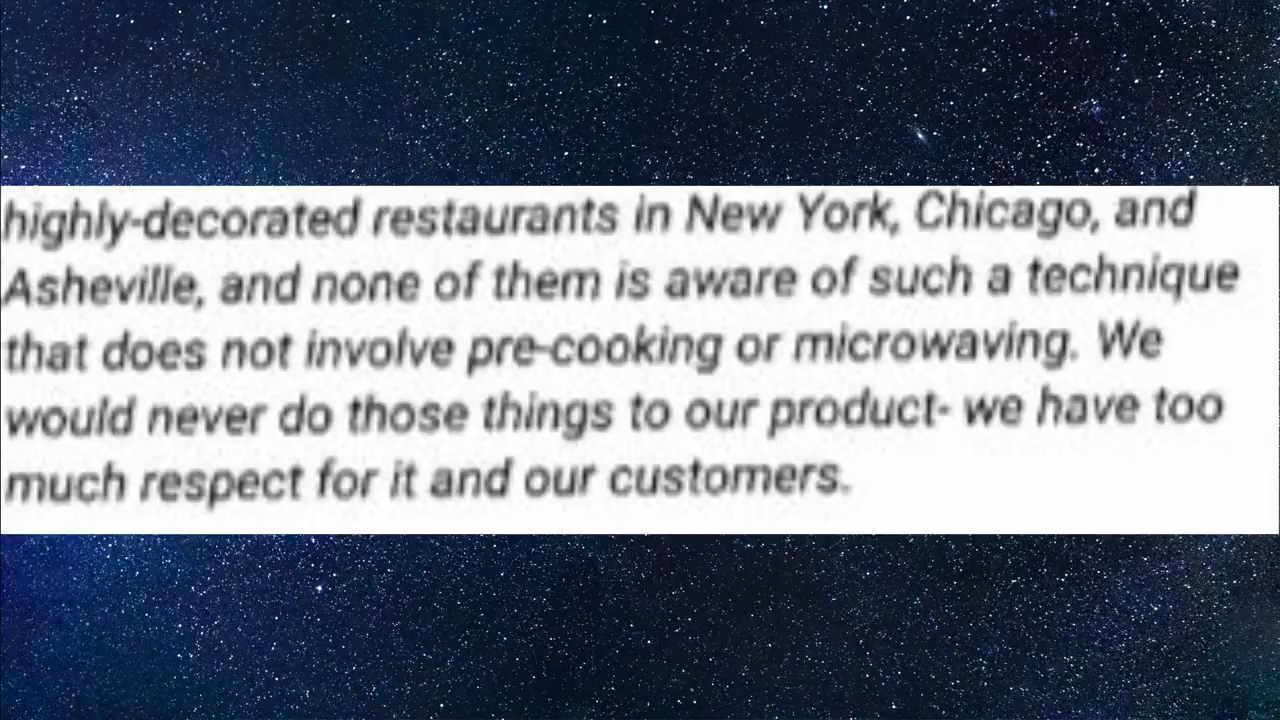 highly-decorated restaurants in New York, Chicago, and
Asheville, and none of them is aware of such a technique
that does not involve pre-cooking or microwaving. We
would never do those things to our product- we have too
much respect for it and our customers.